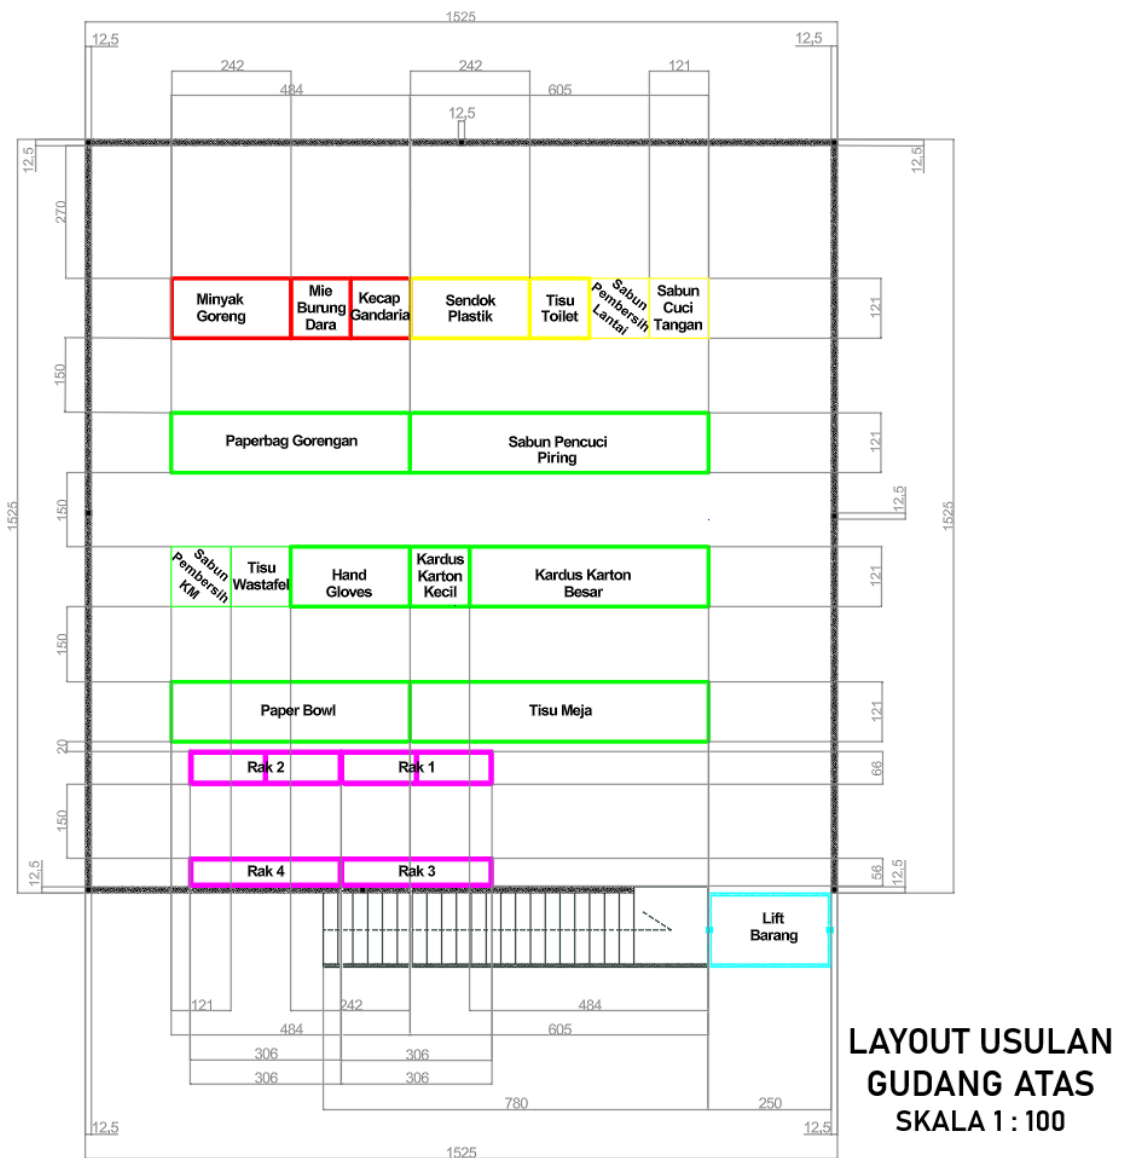 1525
12,5
12,5
242
242
121
484
605
12,5
12,5
12,5
270
Minyak
Goreng
Mie
Burung
Dara
Kecap
Gandaria
Sendok
Plastik
Tisu
Toilet
Sabun
Pembersih
Lantai
Sabun
Cuci
Tangan
121
150
Paperbag Gorengan
Sabun Pencuci
Piring
121
1525
150
12,5
1525
Sabun
Pembersih
KM
Tisu
Wastafel
Hand
Gloves
Kardus
Karton
Kecil
Kardus Karton
Besar
121
150
Paper Bowl
Tisu Meja
121
20
Rak 2
Rak 1
66
150
Rak 4
Rak 3
56
12,5
12,5
Lift
Barang
121
242
484
484
605
306
306
306
306
780
250
12,5
12,5
1525
LAYOUT USULAN
GUDANG ATAS
SKALA 1 : 100